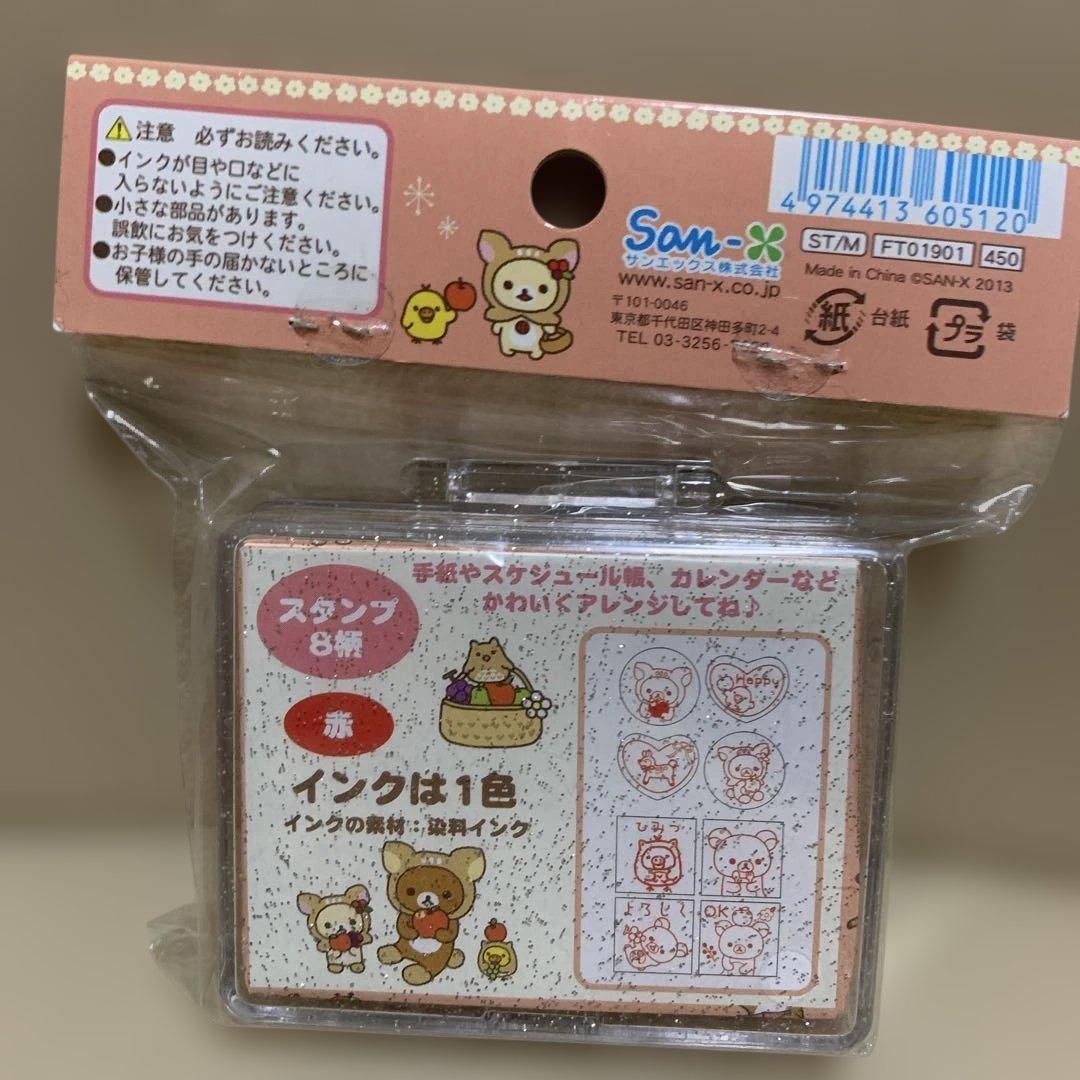 注意 必ずお読みください。
●インクが目や口などに
入らないようにご注意ください。
●小さな部品があります。
誤飲にお気をつけください。
●お子様の手の届かないところに
保管してください。
San-X
サンエックス株式会社
www.san-x.co.jp
〒101-0046
東京都千代田区神田多町2-4
TEL 03-3256-
4 974413 605120
ST/M FT01901 450
Made in China ©SAN-X 2013
紙 台紙
プラ 袋
手紙やスケジュール帳、カレンダーなど
かわいくアレンジしてね♪
スタンプ
8柄
赤
インクは1色
インクの素材：染料インク
Happy
ひみつ
よろしく
OK